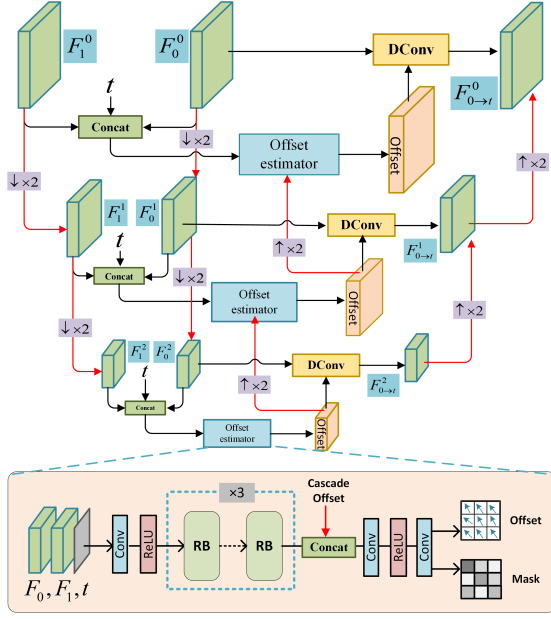 F_1^0
F_0^0
DConv
F_{0→t}^0
t
Concat
↓×2
↓×2
Offset
estimator
Offset
↑×2
F_1^1
F_0^1
DConv
F_{0→t}^1
t
Concat
↑×2
↓×2
↓×2
Offset
estimator
Offset
↑×2
F_1^2
F_0^2
DConv
F_{0→t}^2
t
Concat
↑×2
Offset
estimator
Offset
×3
Cascade
Offset
Conv
ReLU
RB
RB
Concat
Conv
ReLU
Conv
Offset
Mask
F_0, F_1, t